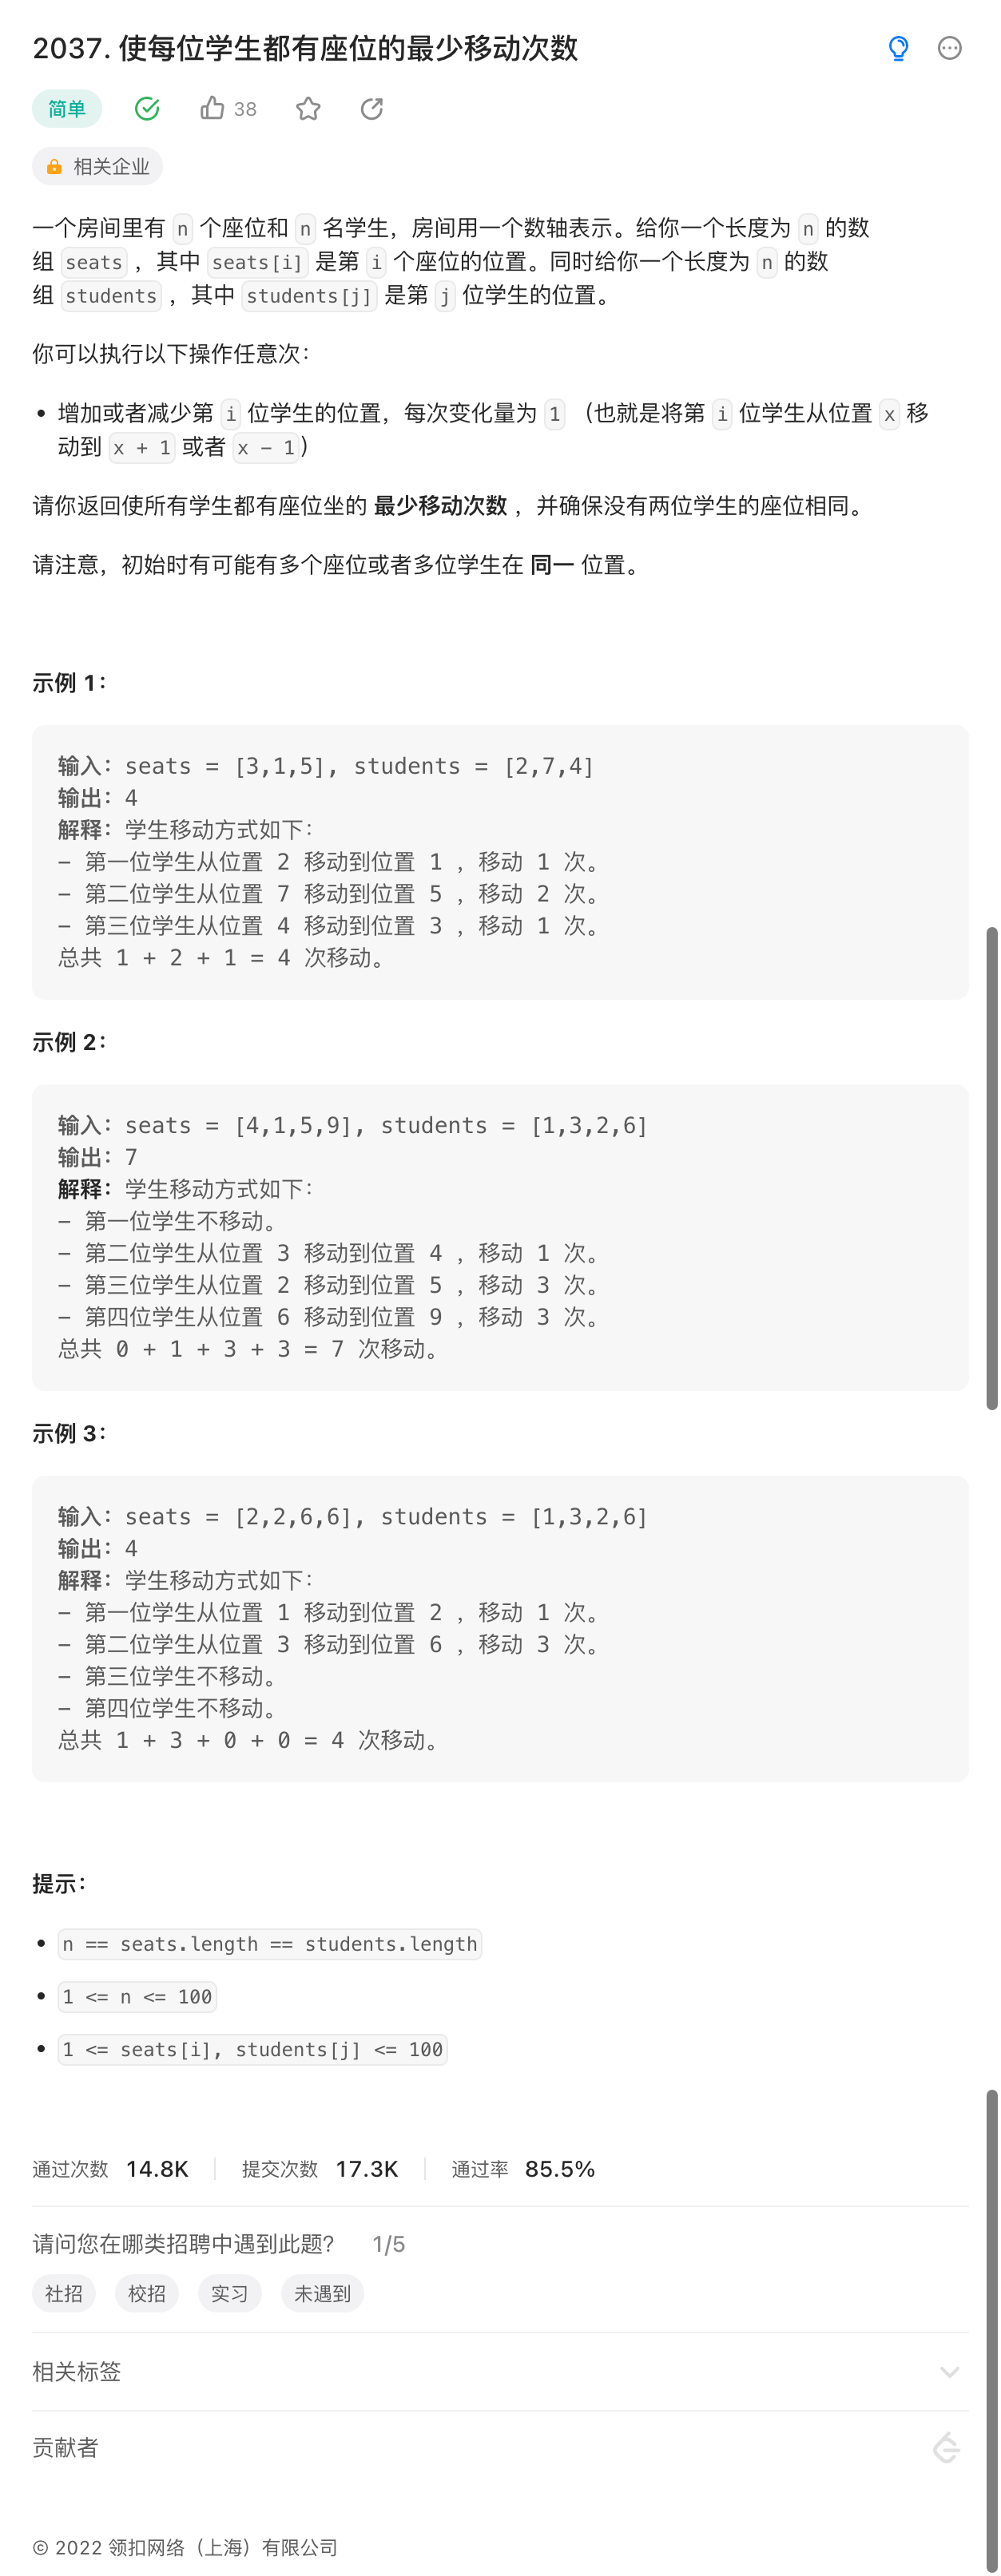 2037. 使每位学生都有座位的最少移动次数
简单 38
相关企业
一个房间里有 n 个座位和 n 名学生，房间用一个数轴表示。给你一个长度为 n 的数
组 seats ，其中 seats[i] 是第 i 个座位的位置。同时给你一个长度为 n 的数
组 students ，其中 students[j] 是第 j 位学生的位置。
你可以执行以下操作任意次：
• 增加或者减少第 i 位学生的位置，每次变化量为 1 （也就是将第 i 位学生从位置 x 移
动到 x + 1 或者 x - 1）
请你返回使所有学生都有座位坐的 最少移动次数 ，并确保没有两位学生的座位相同。
请注意，初始时有可能有多个座位或者多位学生在 同一 位置。
示例 1：
输入：seats = [3,1,5], students = [2,7,4]
输出：4
解释：学生移动方式如下：
- 第一位学生从位置 2 移动到位置 1 ，移动 1 次。
- 第二位学生从位置 7 移动到位置 5 ，移动 2 次。
- 第三位学生从位置 4 移动到位置 3 ，移动 1 次。
总共 1 + 2 + 1 = 4 次移动。
示例 2：
输入：seats = [4,1,5,9], students = [1,3,2,6]
输出：7
解释：学生移动方式如下：
- 第一位学生不移动。
- 第二位学生从位置 3 移动到位置 4 ，移动 1 次。
- 第三位学生从位置 2 移动到位置 5 ，移动 3 次。
- 第四位学生从位置 6 移动到位置 9 ，移动 3 次。
总共 0 + 1 + 3 + 3 = 7 次移动。
示例 3：
输入：seats = [2,2,6,6], students = [1,3,2,6]
输出：4
解释：学生移动方式如下：
- 第一位学生从位置 1 移动到位置 2 ，移动 1 次。
- 第二位学生从位置 3 移动到位置 6 ，移动 3 次。
- 第三位学生不移动。
- 第四位学生不移动。
总共 1 + 3 + 0 + 0 = 4 次移动。
提示：
• n == seats.length == students.length
• 1 <= n <= 100
• 1 <= seats[i], students[j] <= 100
通过次数 14.8K 提交次数 17.3K 通过率 85.5%
请问您在哪类招聘中遇到此题？ 1/5
社招 校招 实习 未遇到
相关标签
贡献者
© 2022 领扣网络（上海）有限公司